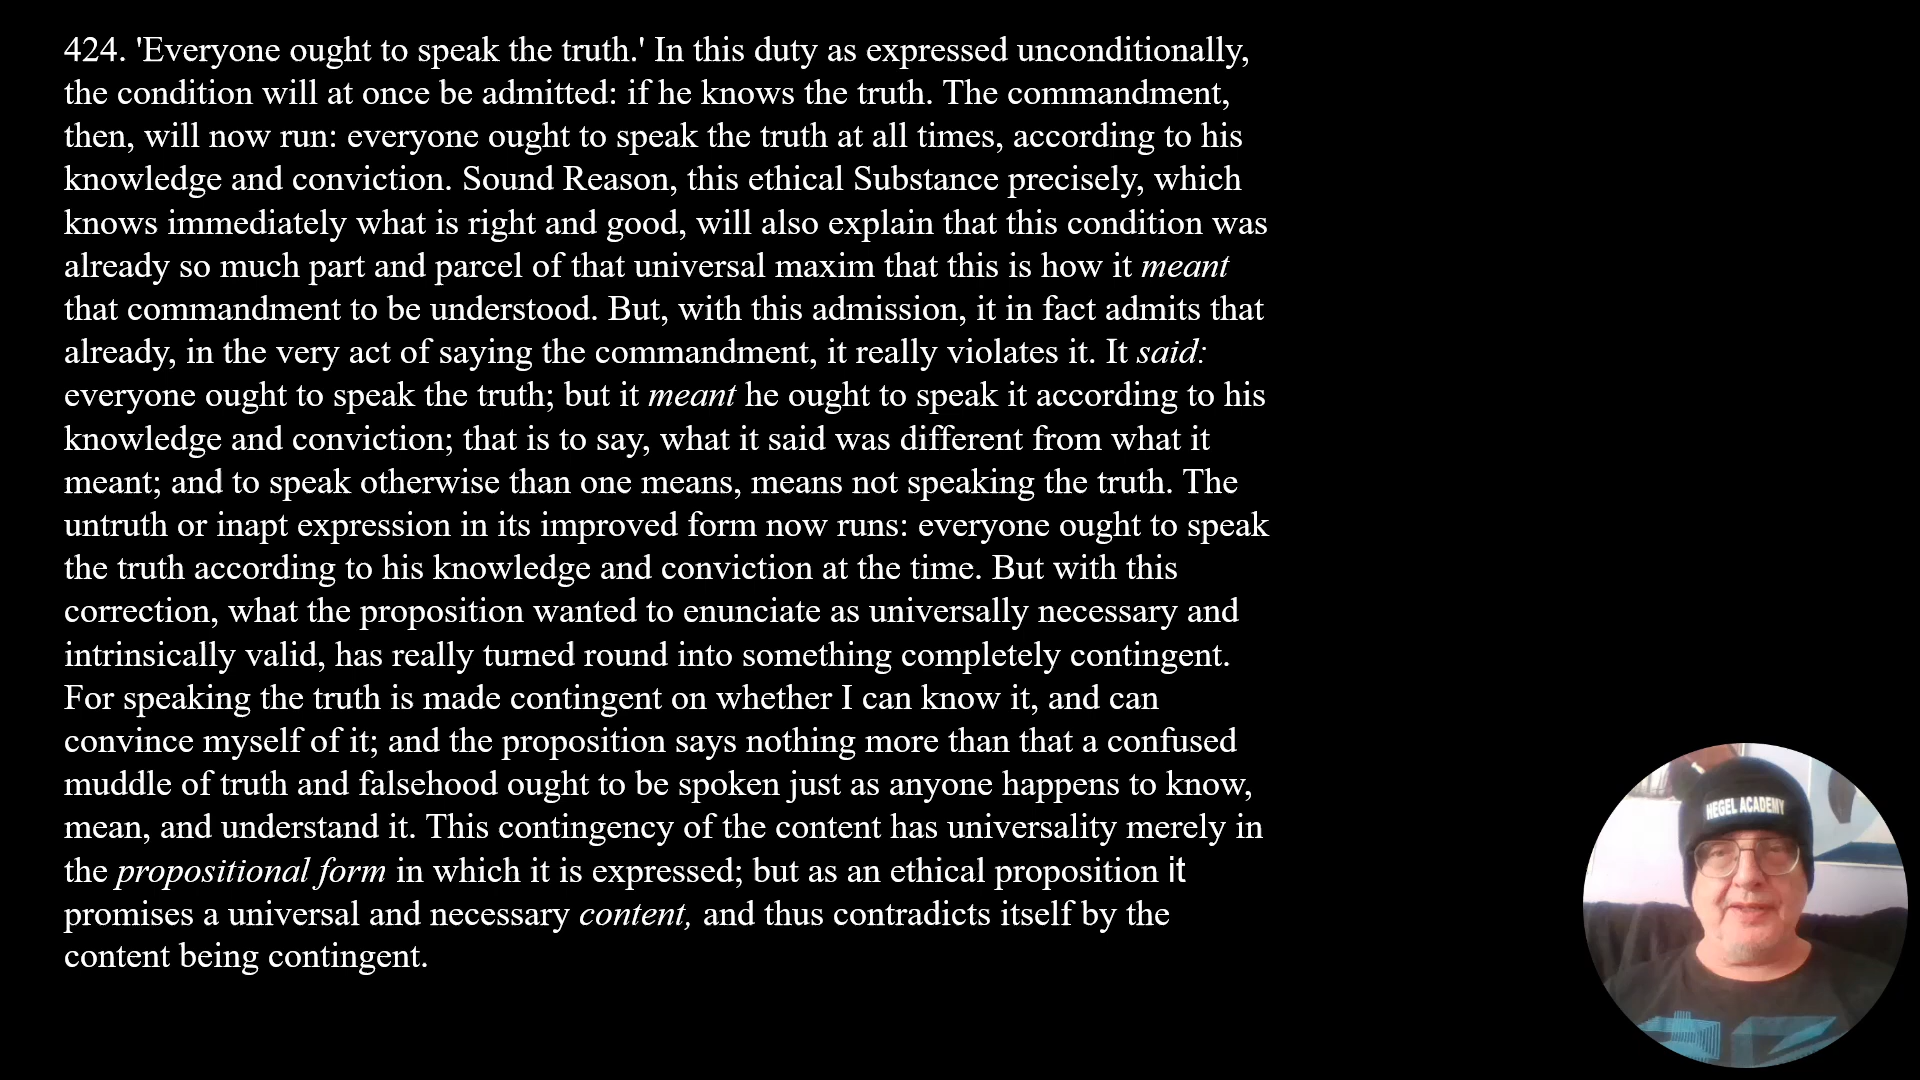 424. 'Everyone ought to speak the truth.' In this duty as expressed unconditionally,
the condition will at once be admitted: if he knows the truth. The commandment,
then, will now run: everyone ought to speak the truth at all times, according to his
knowledge and conviction. Sound Reason, this ethical Substance precisely, which
knows immediately what is right and good, will also explain that this condition was
already so much part and parcel of that universal maxim that this is how it meant
that commandment to be understood. But, with this admission, it in fact admits that
already, in the very act of saying the commandment, it really violates it. It said:
everyone ought to speak the truth; but it meant he ought to speak it according to his
knowledge and conviction; that is to say, what it said was different from what it
meant; and to speak otherwise than one means, means not speaking the truth. The
untruth or inapt expression in its improved form now runs: everyone ought to speak
the truth according to his knowledge and conviction at the time. But with this
correction, what the proposition wanted to enunciate as universally necessary and
intrinsically valid, has really turned round into something completely contingent.
For speaking the truth is made contingent on whether I can know it, and can
convince myself of it; and the proposition says nothing more than that a confused
muddle of truth and falsehood ought to be spoken just as anyone happens to know,
mean, and understand it. This contingency of the content has universality merely in
the propositional form in which it is expressed; but as an ethical proposition it
promises a universal and necessary content, and thus contradicts itself by the
content being contingent.
HEGEL ACADEMY